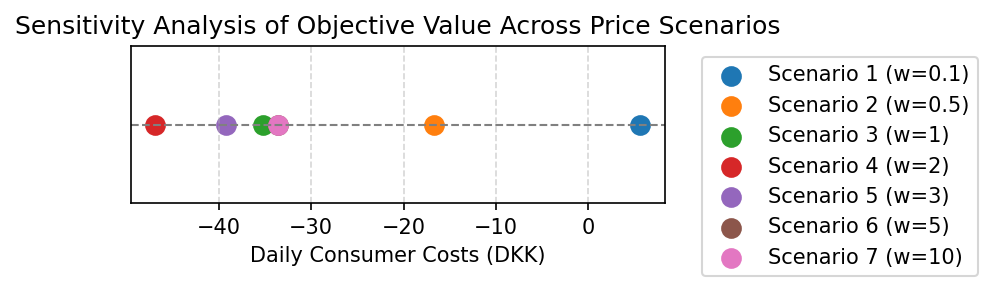 Sensitivity Analysis of Objective Value Across Price Scenarios
Scenario 1 (w=0.1)
Scenario 2 (w=0.5)
Scenario 3 (w=1)
Scenario 4 (w=2)
Scenario 5 (w=3)
Scenario 6 (w=5)
Scenario 7 (w=10)
−40 −30 −20 −10 0
Daily Consumer Costs (DKK)